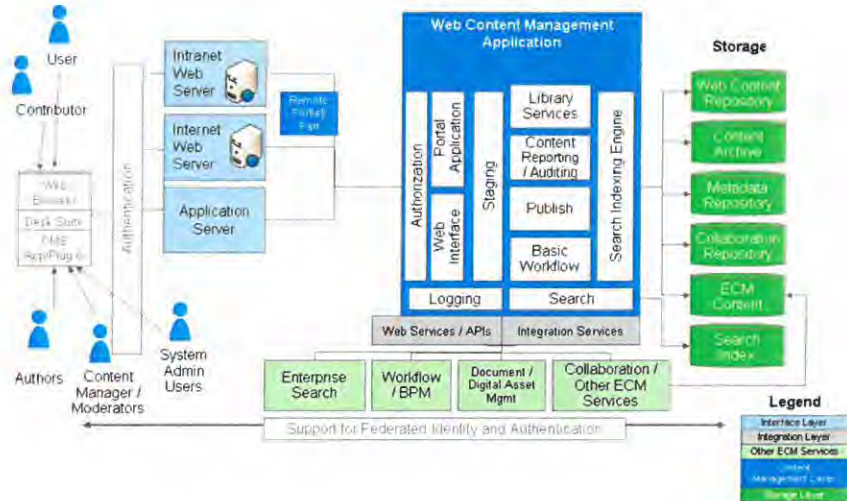 Web Content Management
Application
Storage
User
Contributor
Authors
Content
Manager /
Moderators
System
Admin
Users
Web
Browser
Desk Suite
CMS
App/Plug-in
Authentication
Intranet
Web
Server
Internet
Web
Server
Application
Server
Remote
Portlet/
Part
Authorization
Portal
Application
Web
Interface
Staging
Library
Services
Content
Reporting
/ Auditing
Publish
Basic
Workflow
Search Indexing Engine
Logging
Search
Web Services / APIs
Integration Services
Enterprise
Search
Workflow
/ BPM
Document /
Digital Asset
Mgmt
Collaboration /
Other ECM
Services
Web Content
Repository
Content
Archive
Metadata
Repository
Collaboration
Repository
ECM
Content
Search
Index
Support for Federated Identity and Authentication
Legend
Interface Layer
Integration Layer
Other ECM Services
Content
Management Layer
Storage Layer